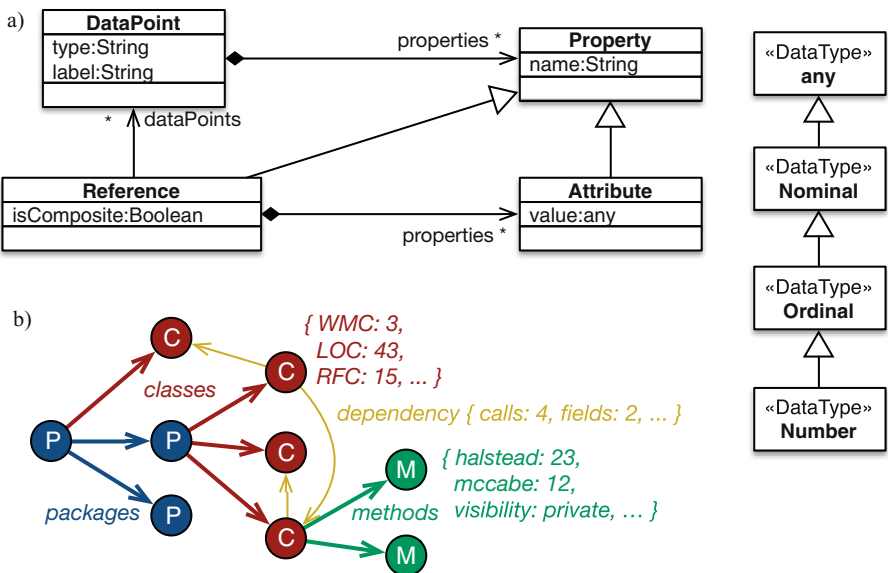 a)
DataPoint
type:String
label:String
properties *
Property
name:String
* dataPoints
Reference
isComposite:Boolean
properties *
Attribute
value:any
«DataType»
any
«DataType»
Nominal
«DataType»
Ordinal
«DataType»
Number
b)
C
{ WMC: 3,
LOC: 43,
RFC: 15, ... }
C
classes
dependency { calls: 4, fields: 2, ... }
P
P
C
{ halstead: 23,
mccabe: 12,
visibility: private, … }
M
packages
P
methods
C
M